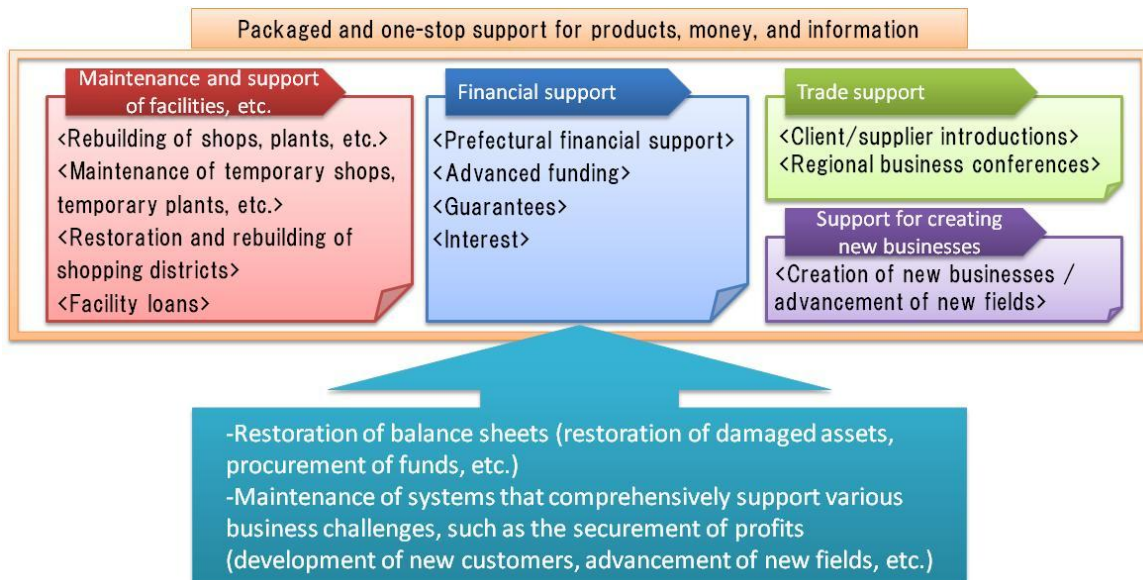 Packaged and one-stop support for products, money, and information
Maintenance and support
of facilities, etc.
<Rebuilding of shops, plants, etc.>
<Maintenance of temporary shops,
temporary plants, etc.>
<Restoration and rebuilding of
shopping districts>
<Facility loans>
Financial support
<Prefectural financial support>
<Advanced funding>
<Guarantees>
<Interest>
Trade support
<Client/supplier introductions>
<Regional business conferences>
Support for creating
new businesses
<Creation of new businesses /
advancement of new fields>
-Restoration of balance sheets (restoration of damaged assets,
procurement of funds, etc.)
-Maintenance of systems that comprehensively support various
business challenges, such as the securement of profits
(development of new customers, advancement of new fields, etc.)